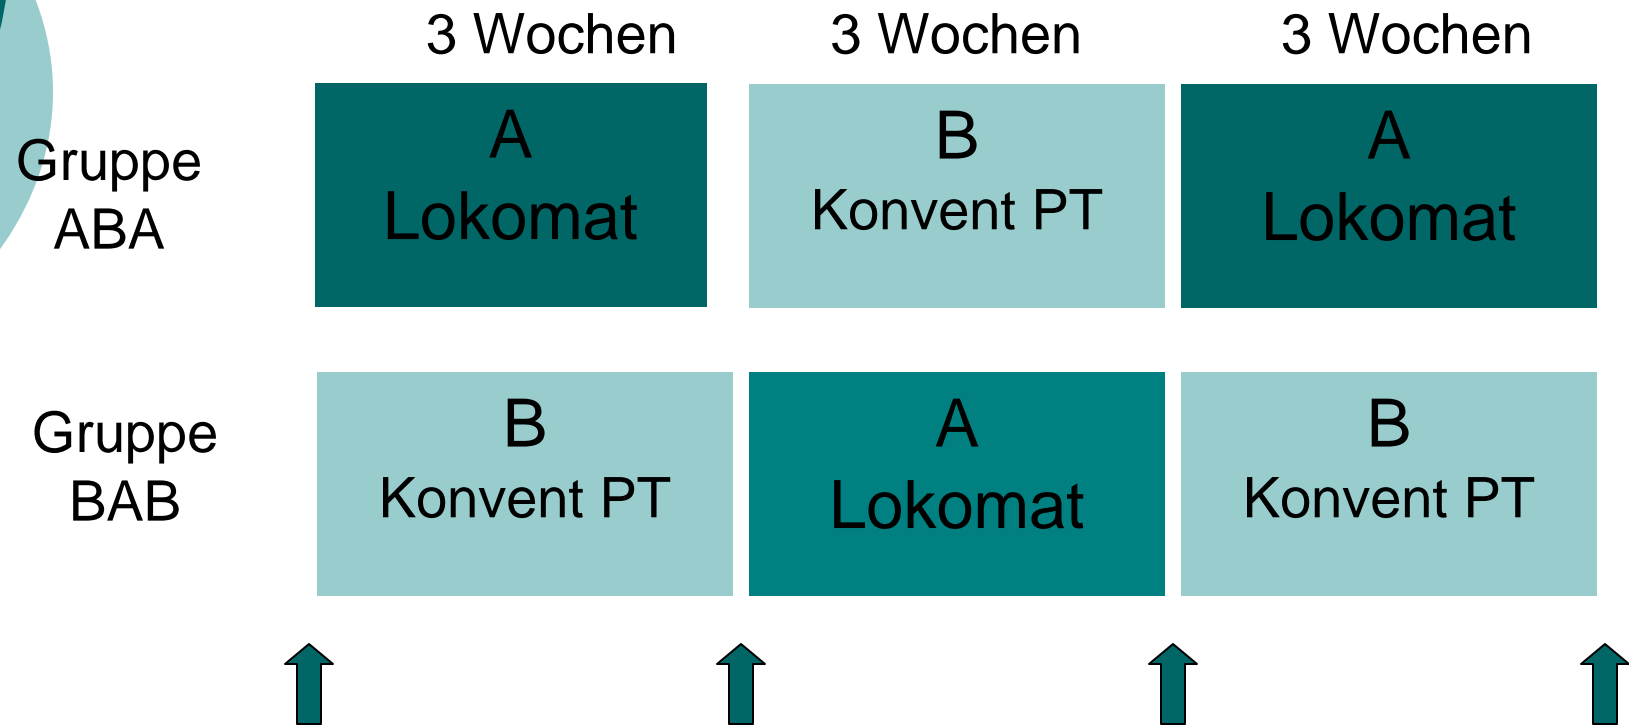 3 Wochen
3 Wochen
3 Wochen
Gruppe
ABA
A
Lokomat
B
Konvent PT
A
Lokomat
Gruppe
BAB
B
Konvent PT
A
Lokomat
B
Konvent PT